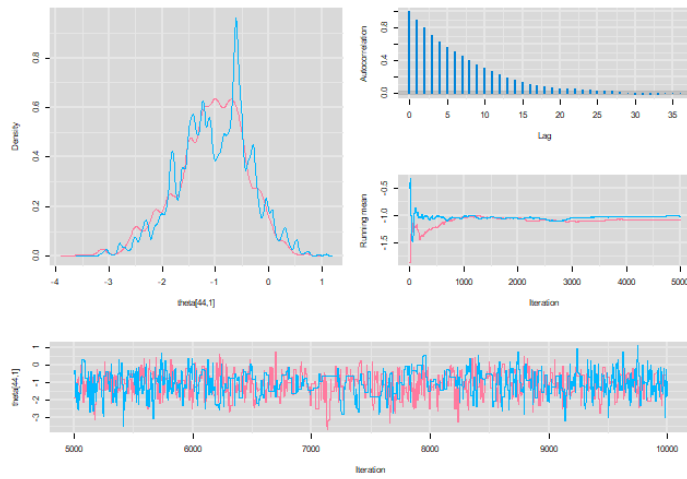 Density
0.0 0.2 0.4 0.6 0.8
-4 -3 -2 -1 0 1
theta[44,1]
Autocorrelation
0.0 0.4 0.8
0 5 10 15 20 25 30 35
Lag
Running mean
-1.5 -1.0 -0.5
0 1000 2000 3000 4000 5000
Iteration
theta[44,1]
-3 -2 -1 0 1
5000 6000 7000 8000 9000 10000
Iteration